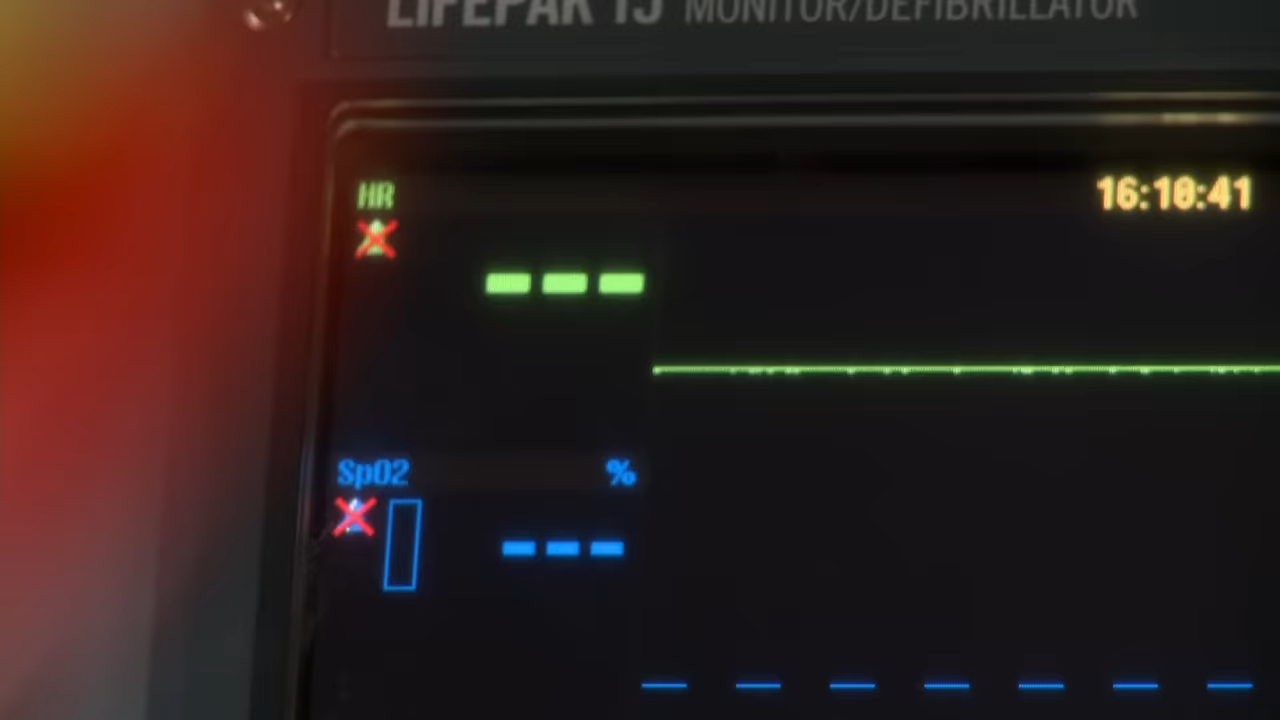 LIFEPAK 15 MONITOR/DEFIBRILLATOR
HR
16:10:41
---
SpO2 %
---